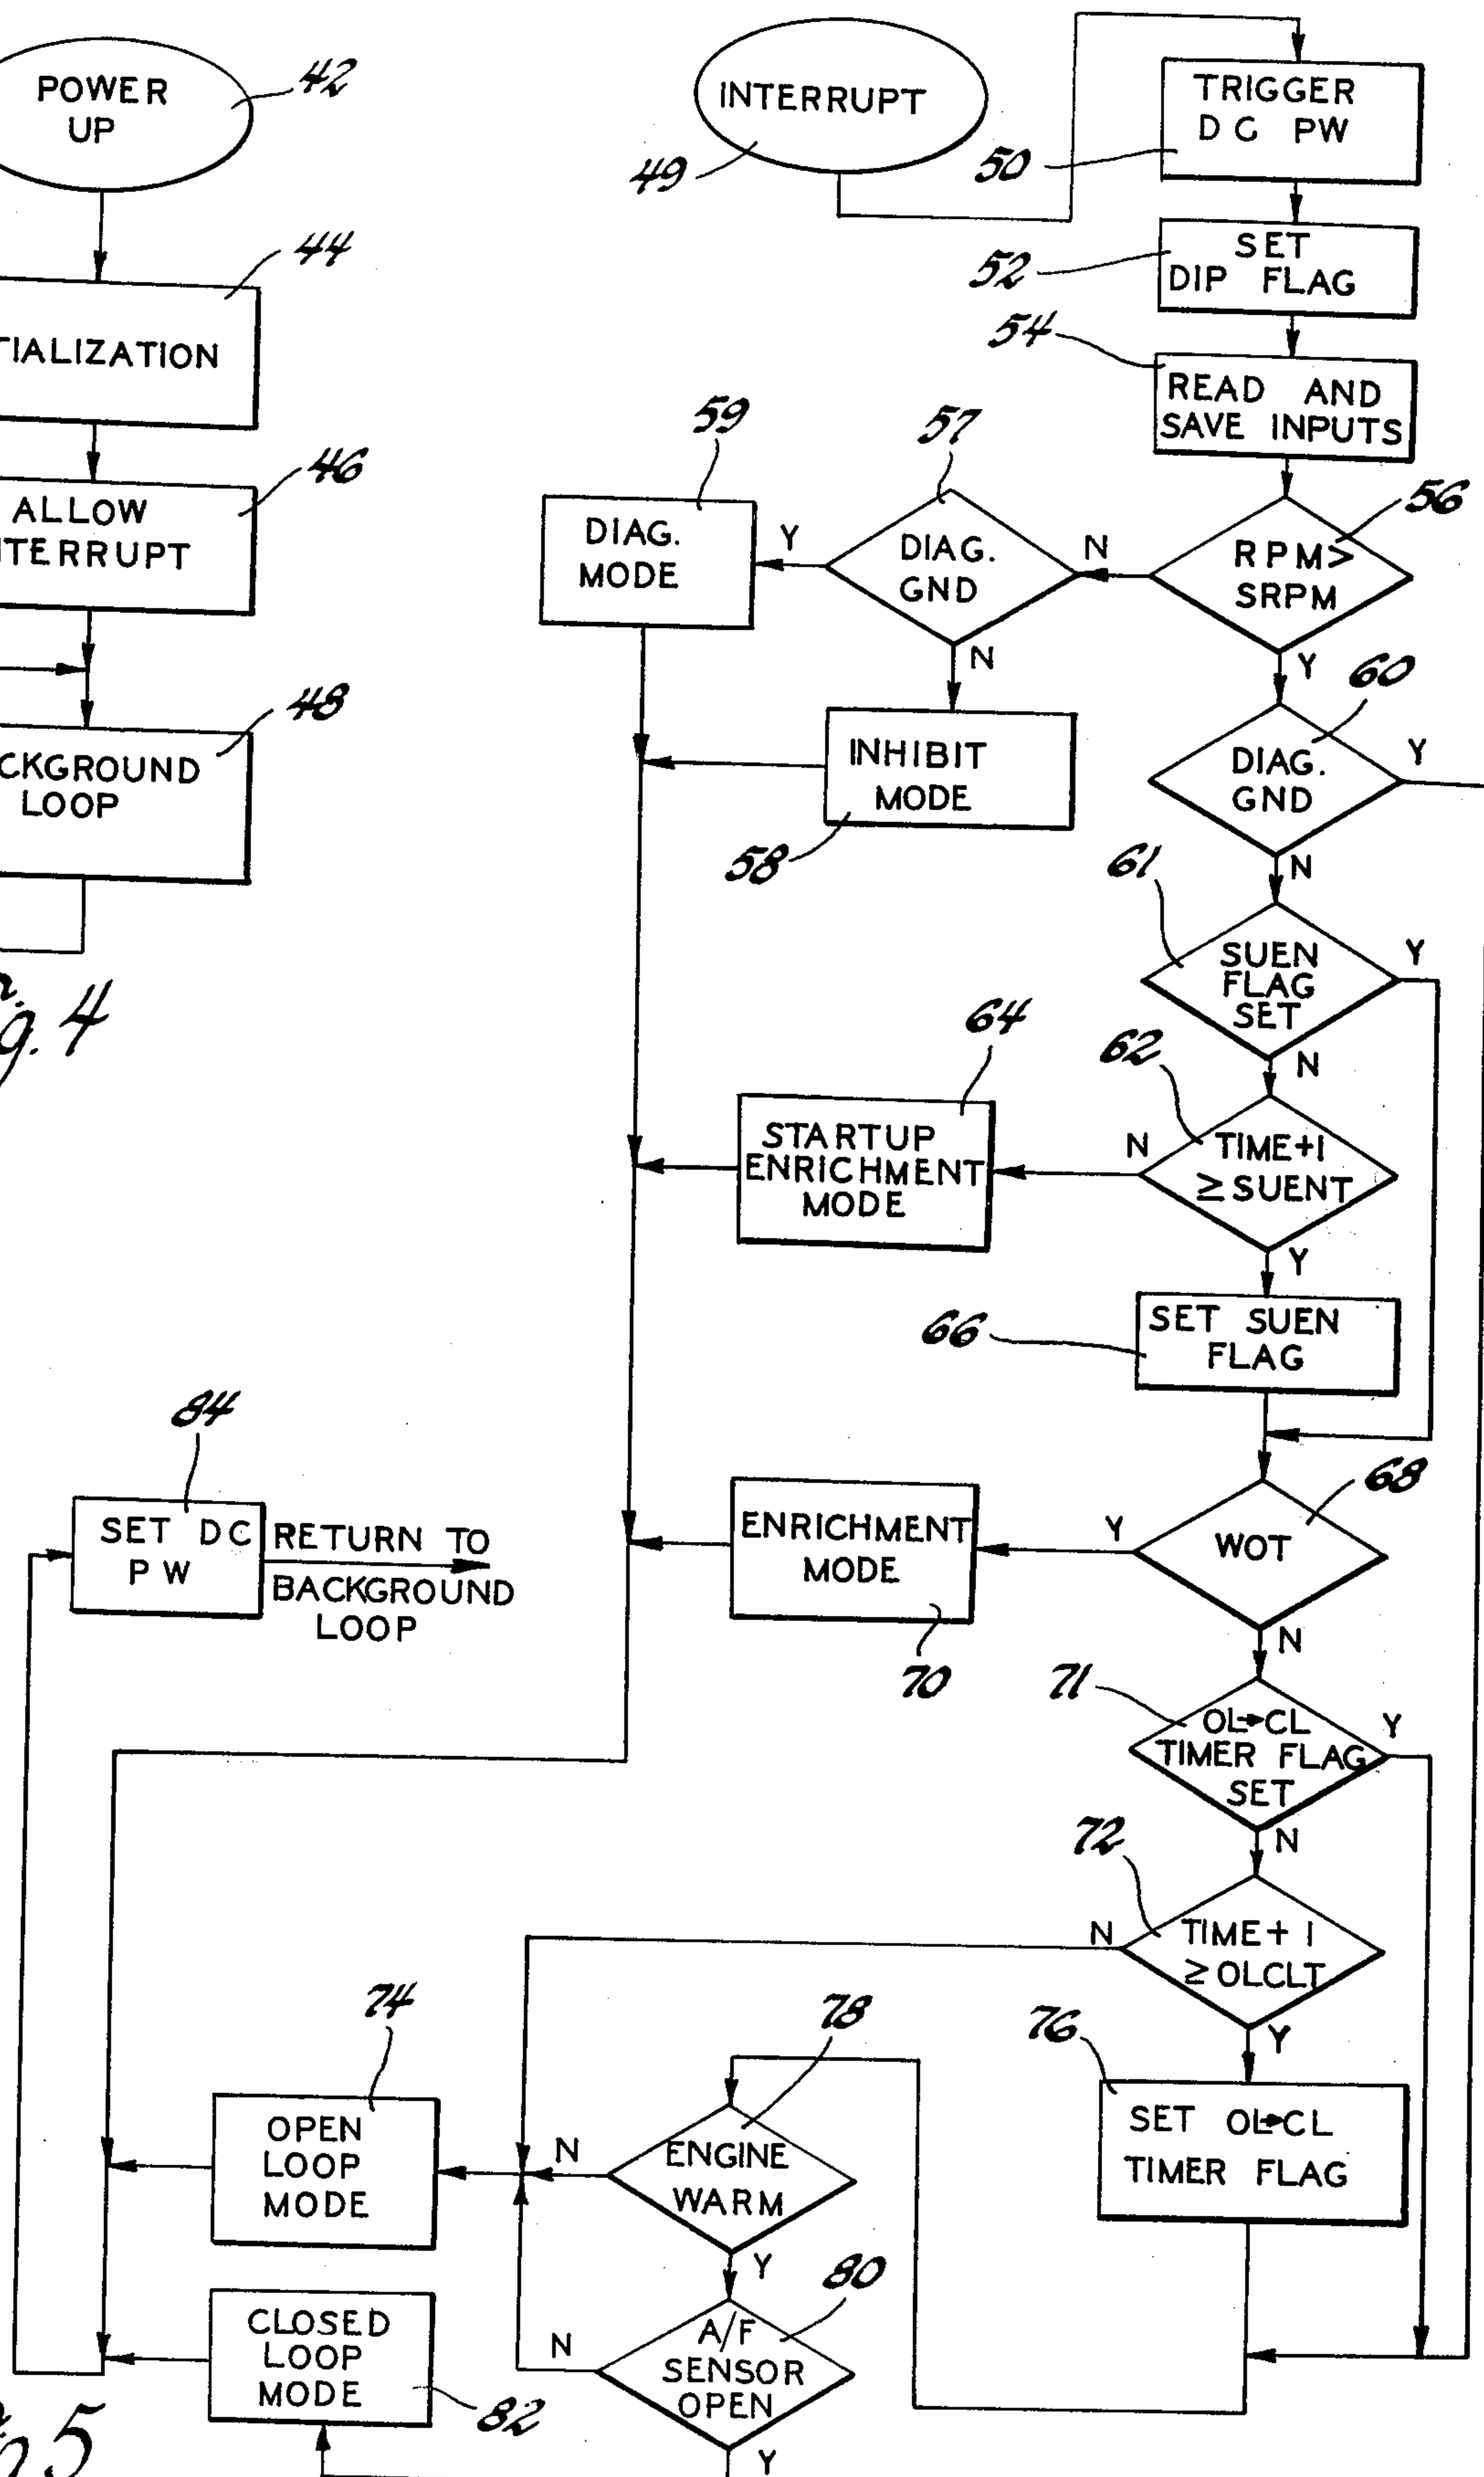 POWER
UP
42
44
TIALIZATION
46
ALLOW
TERRUPT
48
CKGROUND
LOOP
g. 4
INTERRUPT
49
TRIGGER
DC PW
50
SET
DIP FLAG
52
54
READ AND
SAVE INPUTS
56
RPM>
SRPM
N
Y
57
DIAG.
GND
Y
N
59
DIAG.
MODE
INHIBIT
MODE
58
60
DIAG.
GND
Y
N
61
SUEN
FLAG
SET
Y
N
62
TIME+1
≥SUENT
N
Y
64
STARTUP
ENRICHMENT
MODE
66
SET SUEN
FLAG
68
WOT
Y
N
ENRICHMENT
MODE
70
84
SET DC
PW
RETURN TO
BACKGROUND
LOOP
71
OL→CL
TIMER FLAG
SET
Y
N
72
TIME+1
≥OLCLT
N
Y
76
SET OL→CL
TIMER FLAG
78
ENGINE
WARM
N
Y
74
OPEN
LOOP
MODE
80
A/F
SENSOR
OPEN
N
Y
CLOSED
LOOP
MODE
82
5